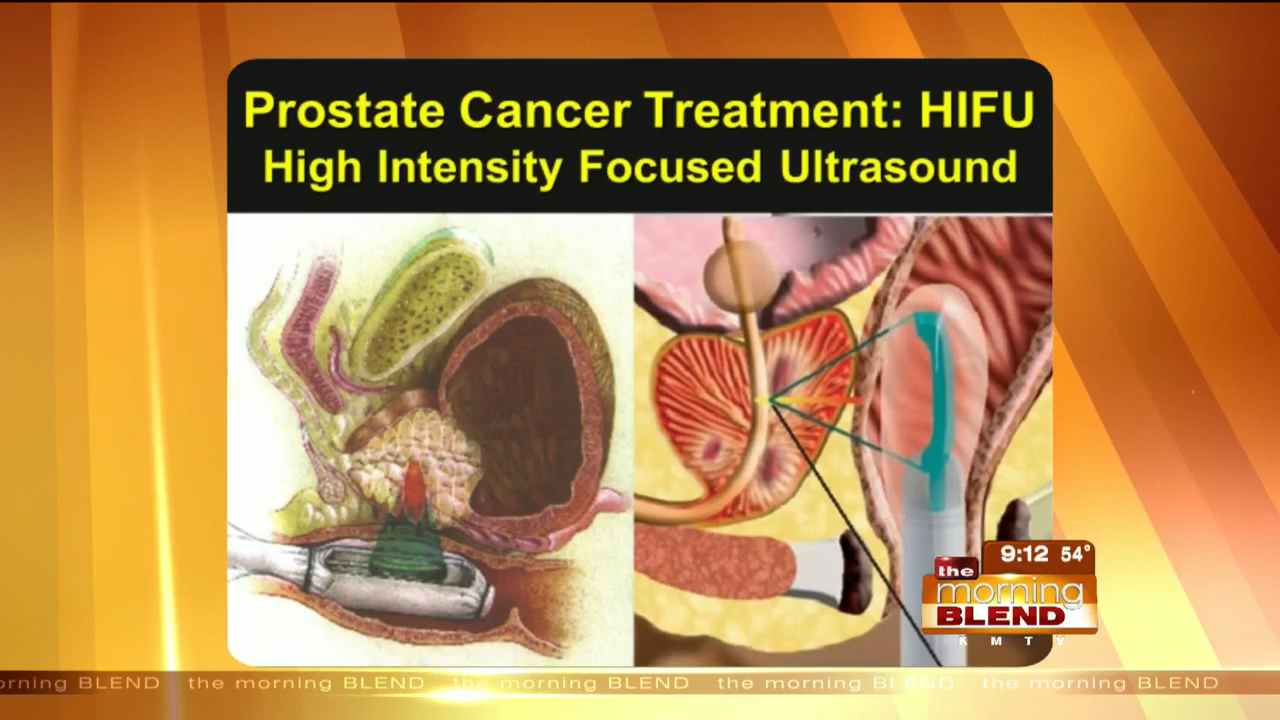 Prostate Cancer Treatment: HIFU
High Intensity Focused Ultrasound
9:12 54°
the
morning
BLEND
K M T V
orning BLEND the morning BLEND the morning BLEND the morning BLEND the morning BLEND